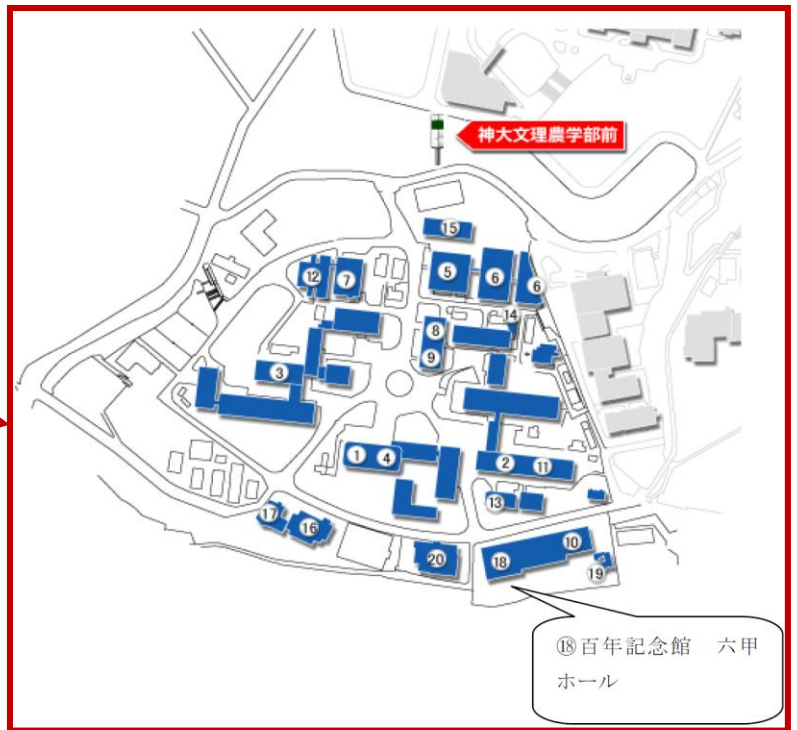 神大文理農学部前
⑮
⑫ ⑦ ⑤ ⑥ ⑥
⑭
⑧
⑨
③
① ④ ② ⑪
⑬
⑰ ⑯
⑩
⑳ ⑱ ⑲
⑱百年記念館 六甲
ホール